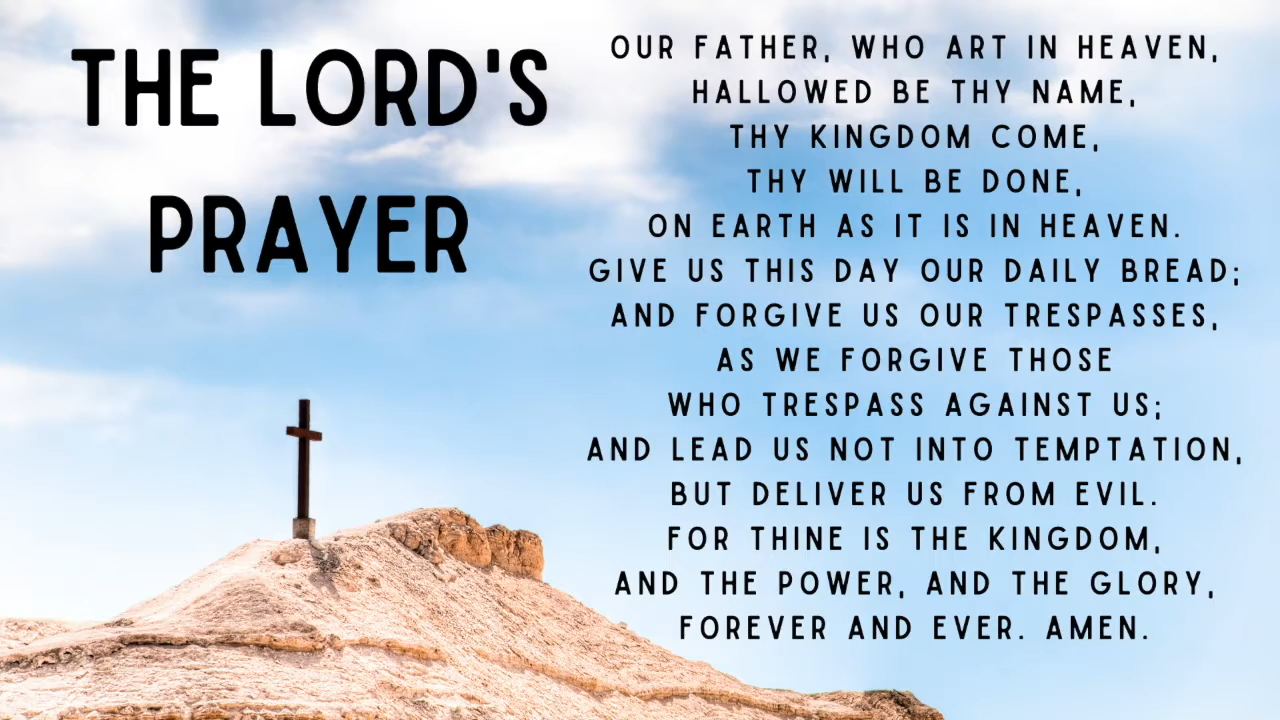 THE LORD'S
PRAYER
OUR FATHER, WHO ART IN HEAVEN,
HALLOWED BE THY NAME,
THY KINGDOM COME,
THY WILL BE DONE,
ON EARTH AS IT IS IN HEAVEN.
GIVE US THIS DAY OUR DAILY BREAD;
AND FORGIVE US OUR TRESPASSES,
AS WE FORGIVE THOSE
WHO TRESPASS AGAINST US;
AND LEAD US NOT INTO TEMPTATION,
BUT DELIVER US FROM EVIL.
FOR THINE IS THE KINGDOM,
AND THE POWER, AND THE GLORY,
FOREVER AND EVER. AMEN.